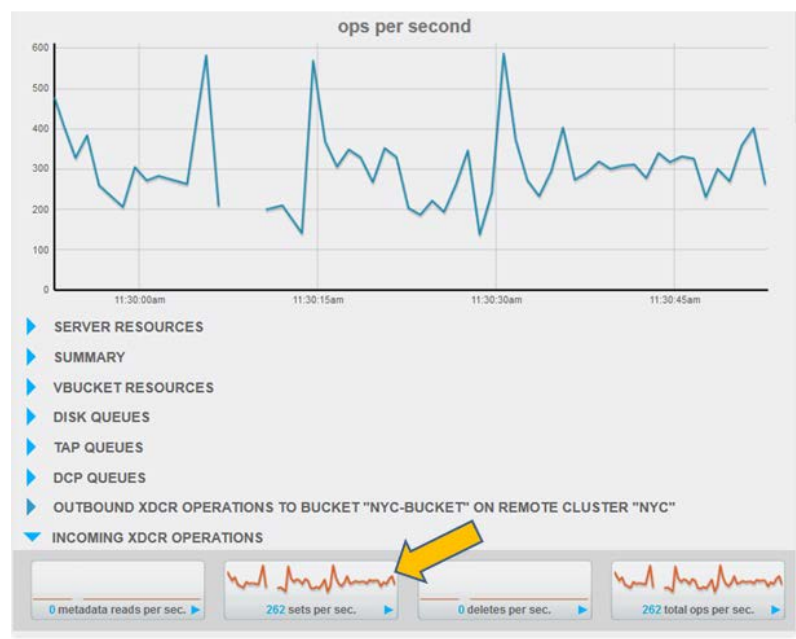 ops per second
600
500
400
300
200
100
0
11:30:00am 11:30:15am 11:30:30am 11:30:45am
SERVER RESOURCES
SUMMARY
VBUCKET RESOURCES
DISK QUEUES
TAP QUEUES
DCP QUEUES
OUTBOUND XDCR OPERATIONS TO BUCKET "NYC-BUCKET" ON REMOTE CLUSTER "NYC"
INCOMING XDCR OPERATIONS
0 metadata reads per sec. 262 sets per sec. 0 deletes per sec. 262 total ops per sec.